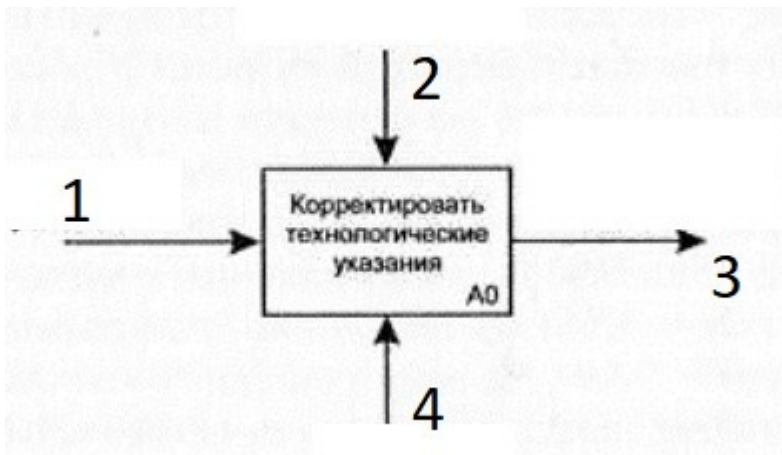 2
1
Корректировать
технологические
указания
A0
3
4